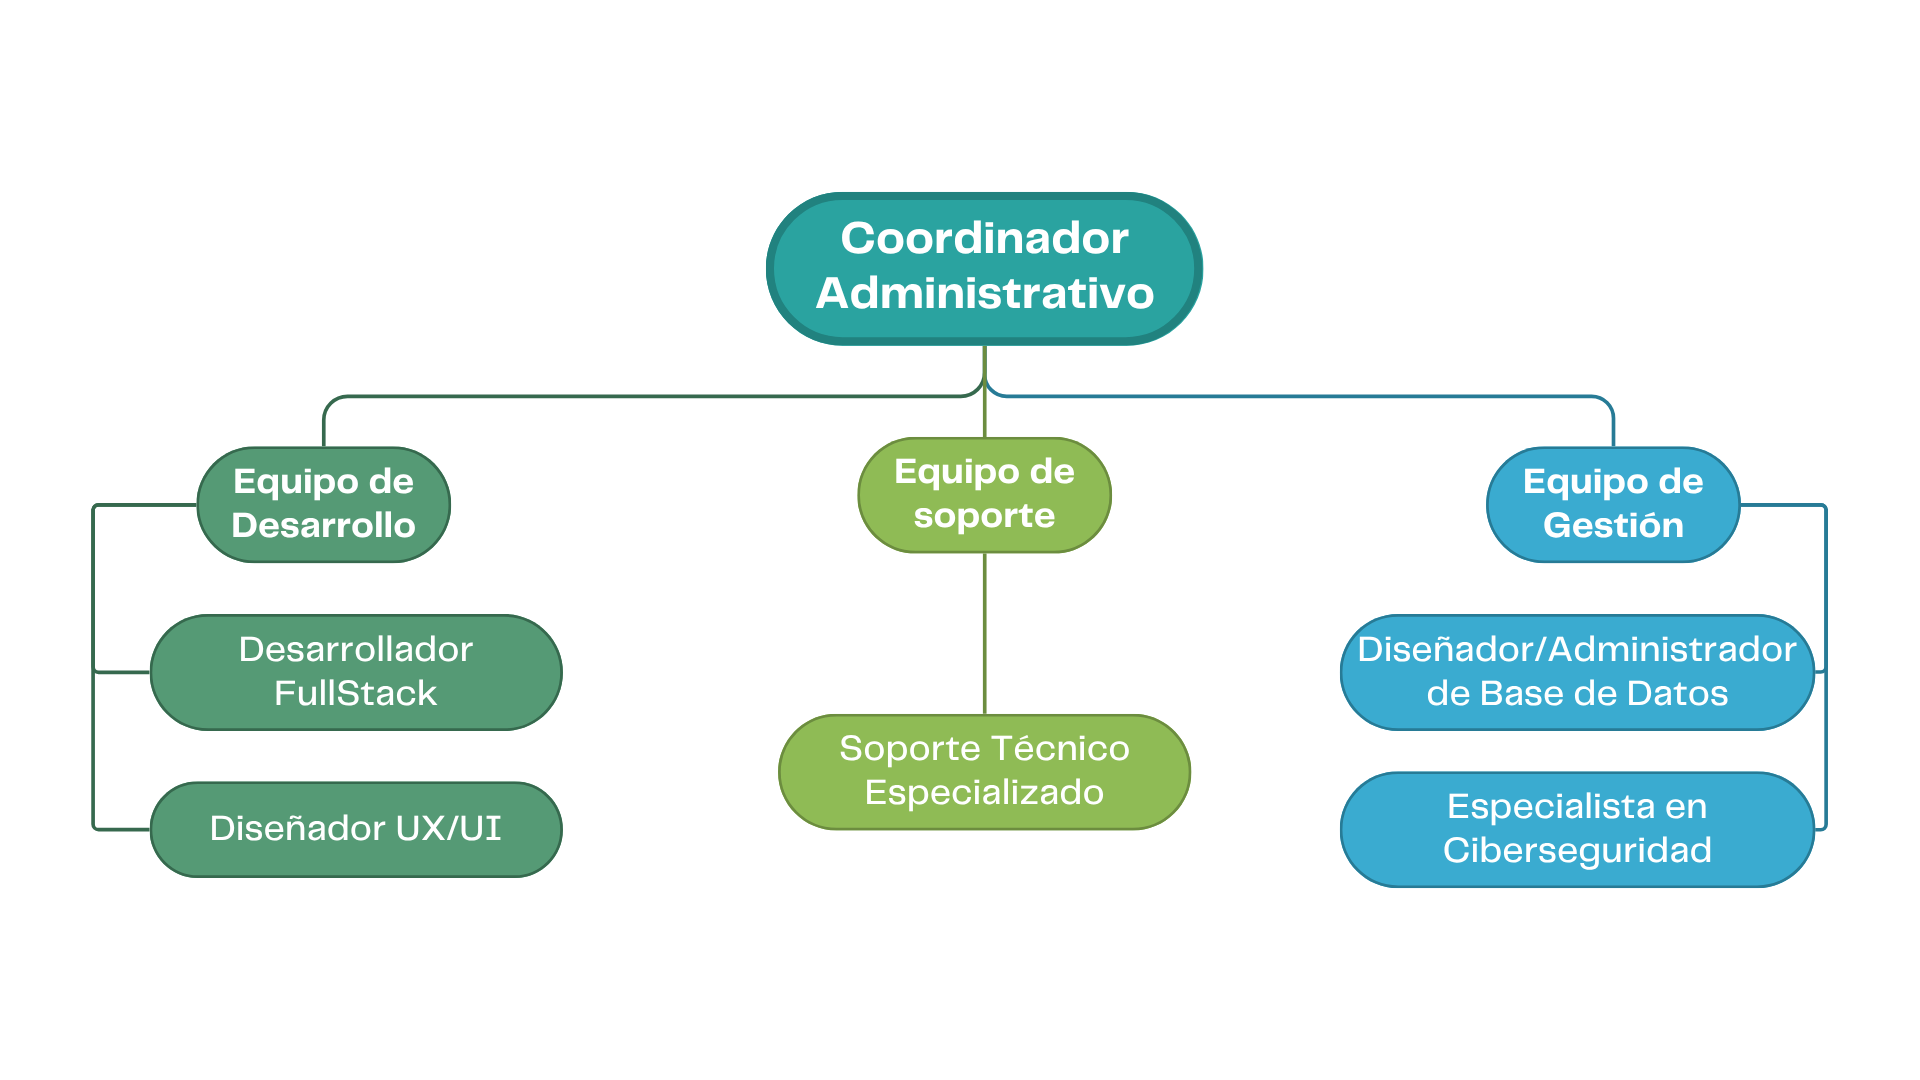 Coordinador
Administrativo
Equipo de
Desarrollo
Desarrollador
FullStack
Diseñador UX/UI
Equipo de
soporte
Soporte Técnico
Especializado
Equipo de
Gestión
Diseñador/Administrador
de Base de Datos
Especialista en
Ciberseguridad